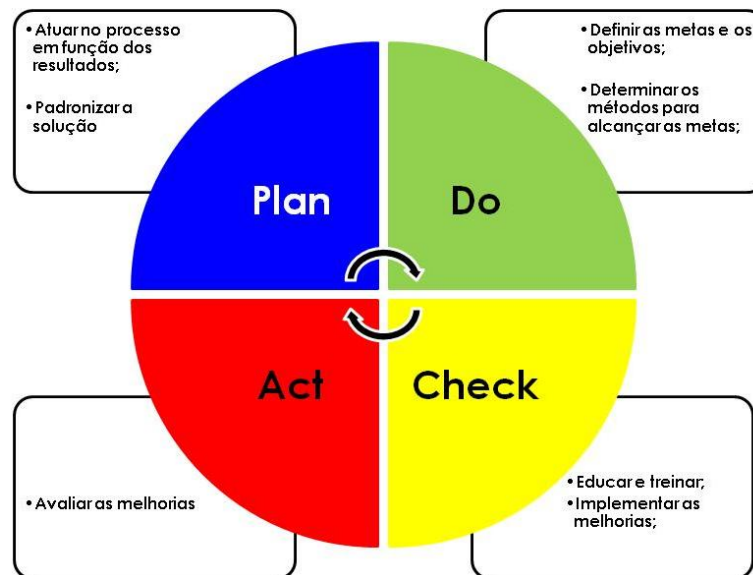 • Atuar no processo
em função dos
resultados;
• Padronizar a
solução
• Definir as metas e os
objetivos;
• Determinar os
métodos para
alcançar as metas;
Plan
Do
Act
Check
• Avaliar as melhorias
• Educar e treinar;
• Implementar as
melhorias;